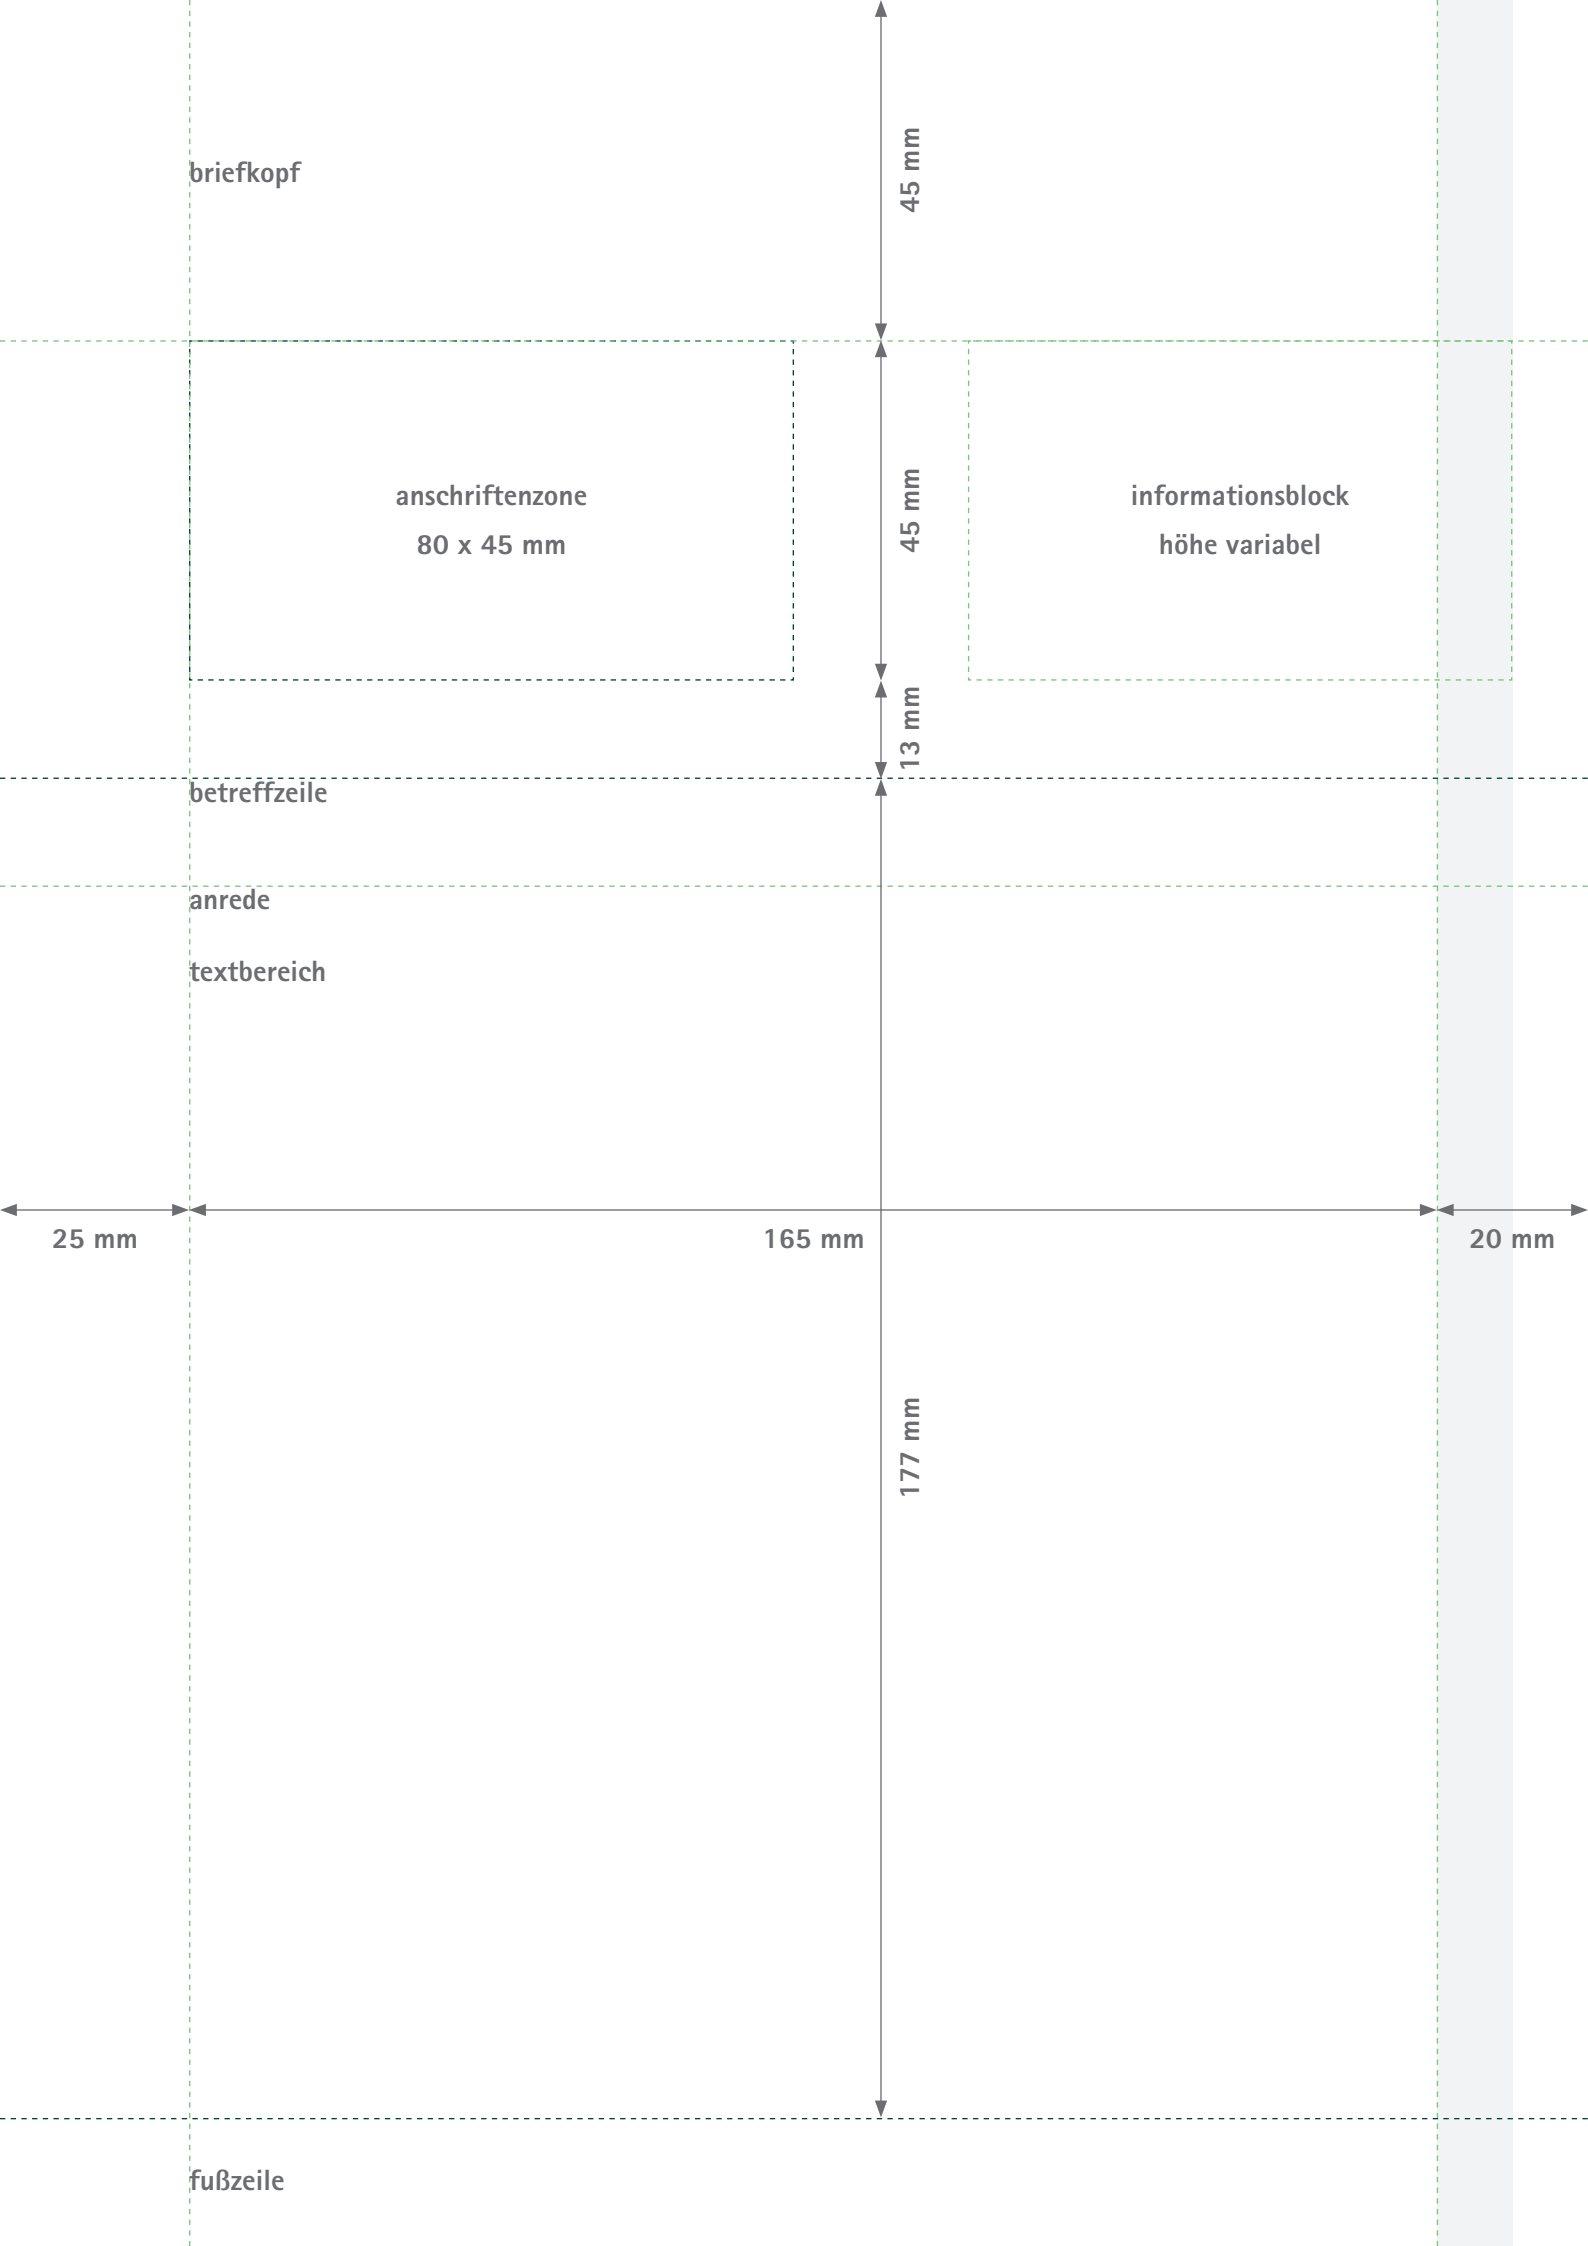 briefkopf
45 mm
anschriftenzone
80 x 45 mm
45 mm
informationsblock
höhe variabel
13 mm
betreffzeile
anrede
textbereich
25 mm
165 mm
20 mm
177 mm
fußzeile